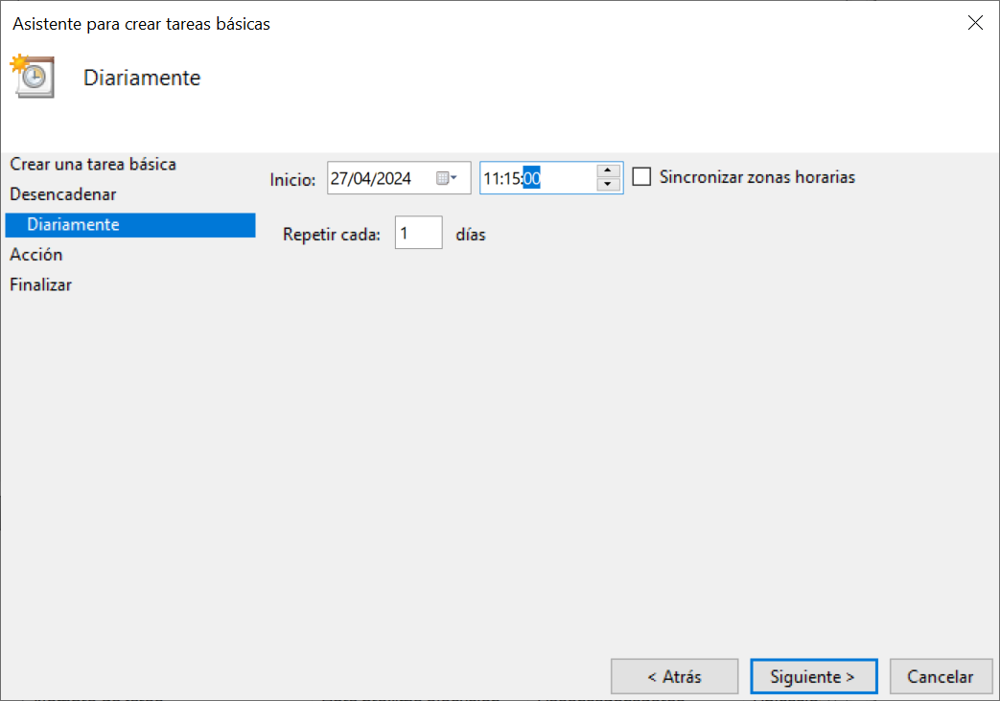 Asistente para crear tareas básicas
Diariamente
Crear una tarea básica
Desencadenar
Diariamente
Acción
Finalizar
Inicio: 27/04/2024 11:15:00 Sincronizar zonas horarias
Repetir cada: 1 días
< Atrás Siguiente > Cancelar